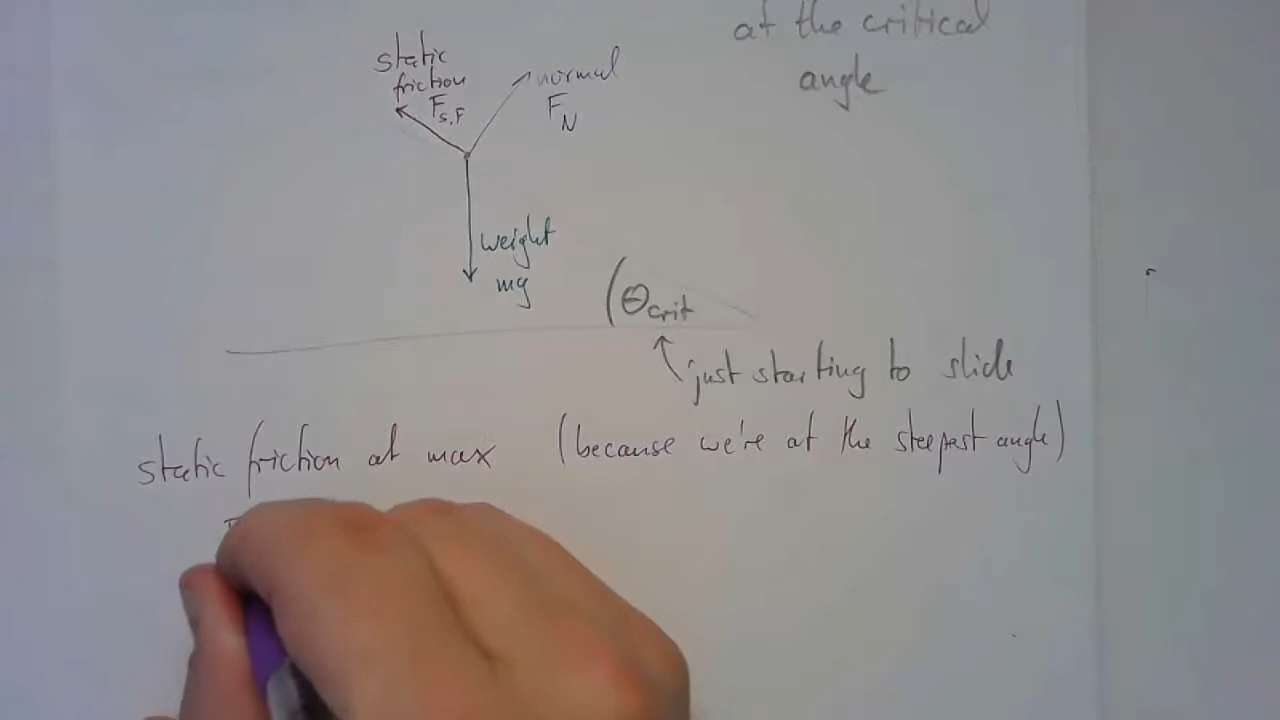 at the critical
angle
static
friction
F_s.F
normal
F_N
weight
mg
Θ_crit
just starting to slide
static friction at max (because we're at the steepest angle)